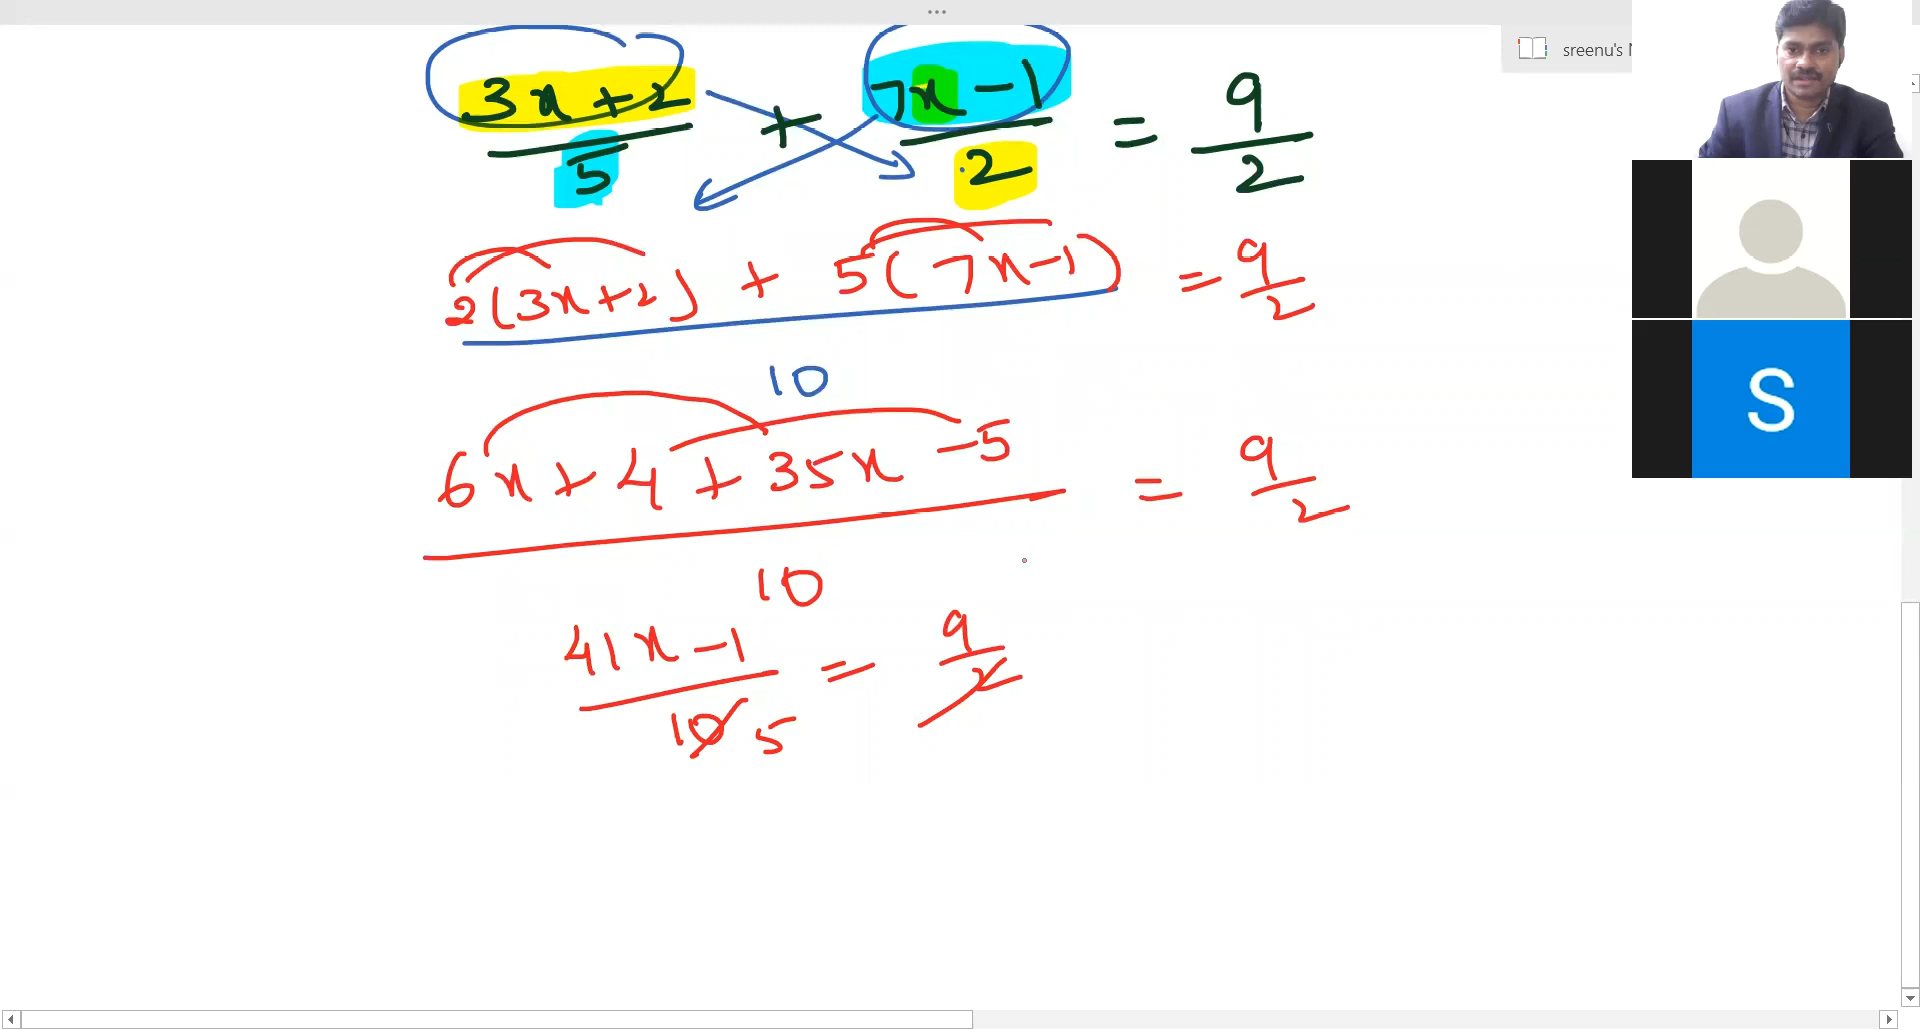 ...
sreenu's
3x+2/5 + 7x-1/2 = 9/2
2(3x+2) + 5(7x-1)/10 = 9/2
6x+4+35x-5/10 = 9/2
41x-1/10 5 = 9/2
S